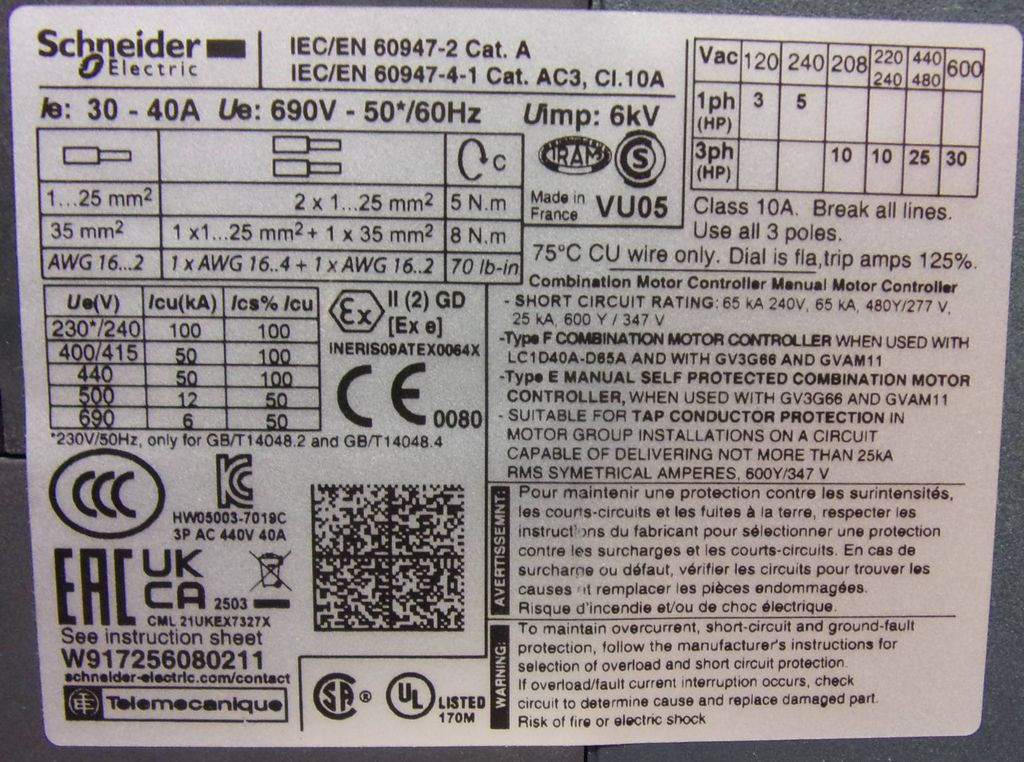 Schneider Electric
IEC/EN 60947-2 Cat. A
IEC/EN 60947-4-1 Cat. AC3, Cl.10A
Ie: 30 - 40A Ue: 690V - 50*/60Hz Uimp: 6kV
C
1...25 mm² 2 x 1...25 mm² 5 N.m
35 mm² 1 x1...25 mm² + 1 x 35 mm² 8 N.m
AWG 16..2 1 x AWG 16..4 + 1 x AWG 16..2 70 lb-in
IRAM S
Made in France VU05
Vac 120 240 208 220 240 440 480 600
1ph (HP) 3 5
3ph (HP) 10 10 25 30
Class 10A. Break all lines.
Use all 3 poles.
75°C CU wire only. Dial is fla,trip amps 125%.
Ue(V) Icu(kA) Ics% Icu
230*/240 100 100
400/415 50 100
440 50 100
500 12 50
690 6 50
*230V/50Hz, only for GB/T14048.2 and GB/T14048.4
Ex II (2) GD
[Ex e]
INERIS09ATEX0064X
CE 0080
Combination Motor Controller Manual Motor Controller
- SHORT CIRCUIT RATING: 65 kA 240V, 65 kA, 480Y/277 V,
25 kA, 600 Y / 347 V
-Type F COMBINATION MOTOR CONTROLLER WHEN USED WITH
LC1D40A-D65A AND WITH GV3G66 AND GVAM11
-Type E MANUAL SELF PROTECTED COMBINATION MOTOR
CONTROLLER, WHEN USED WITH GV3G66 AND GVAM11
- SUITABLE FOR TAP CONDUCTOR PROTECTION IN
MOTOR GROUP INSTALLATIONS ON A CIRCUIT
CAPABLE OF DELIVERING NOT MORE THAN 25kA
RMS SYMETRICAL AMPERES, 600Y/347 V
CCC
KC
HW05003-7019C
3P AC 440V 40A
EAC
UK
CA 2503
CML 21UKEX7327X
See instruction sheet
W917256080211
schneider-electric.com/contact
Telemecanique
SA ®
UL LISTED
170M
AVERTISSEMNT:
Pour maintenir une protection contre les surintensités,
les courts-circuits et les fuites à la terre, respecter les
instructions du fabricant pour sélectionner une protection
contre les surcharges et les courts-circuits. En cas de
surcharge ou défaut, vérifier les circuits pour trouver les
causes et remplacer les pièces endommagées.
Risque d'incendie et/ou de choc électrique.
WARNING:
To maintain overcurrent, short-circuit and ground-fault
protection, follow the manufacturer's instructions for
selection of overload and short circuit protection.
If overload/fault current interruption occurs, check
circuit to determine cause and replace damaged part.
Risk of fire or electric shock